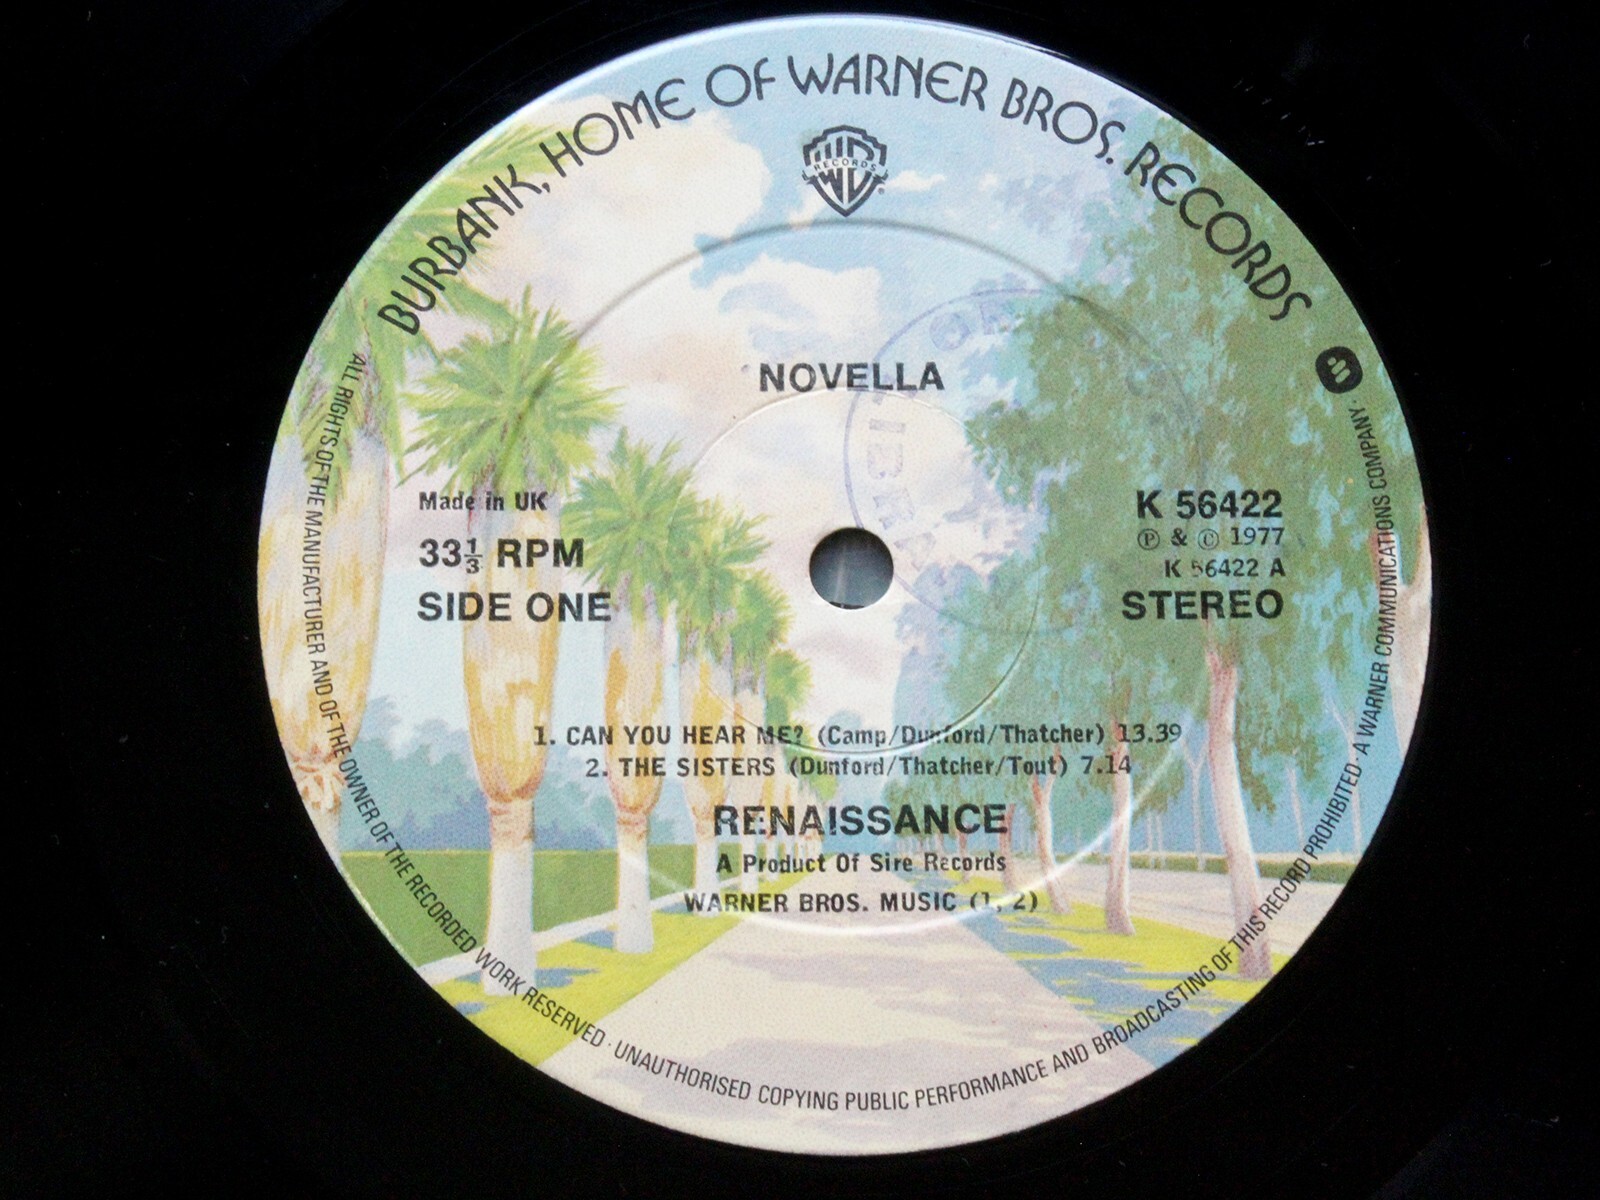 BURBANK, HOME OF WARNER BROS. RECORDS
WB
RECORDS
NOVELLA
Made in UK
33⅓ RPM
SIDE ONE
K 56422
Ⓟ & © 1977
K 56422 A
STEREO
1. CAN YOU HEAR ME? (Camp/Dunford/Thatcher) 13.39
2. THE SISTERS (Dunford/Thatcher/Tout) 7.14
RENAISSANCE
A Product Of Sire Records
WARNER BROS. MUSIC (1, 2)
ALL RIGHTS OF THE MANUFACTURER AND OF THE OWNER OF THE RECORDED WORK RESERVED · UNAUTHORISED COPYING PUBLIC PERFORMANCE AND BROADCASTING OF THIS RECORD PROHIBITED · A WARNER COMMUNICATIONS COMPANY.